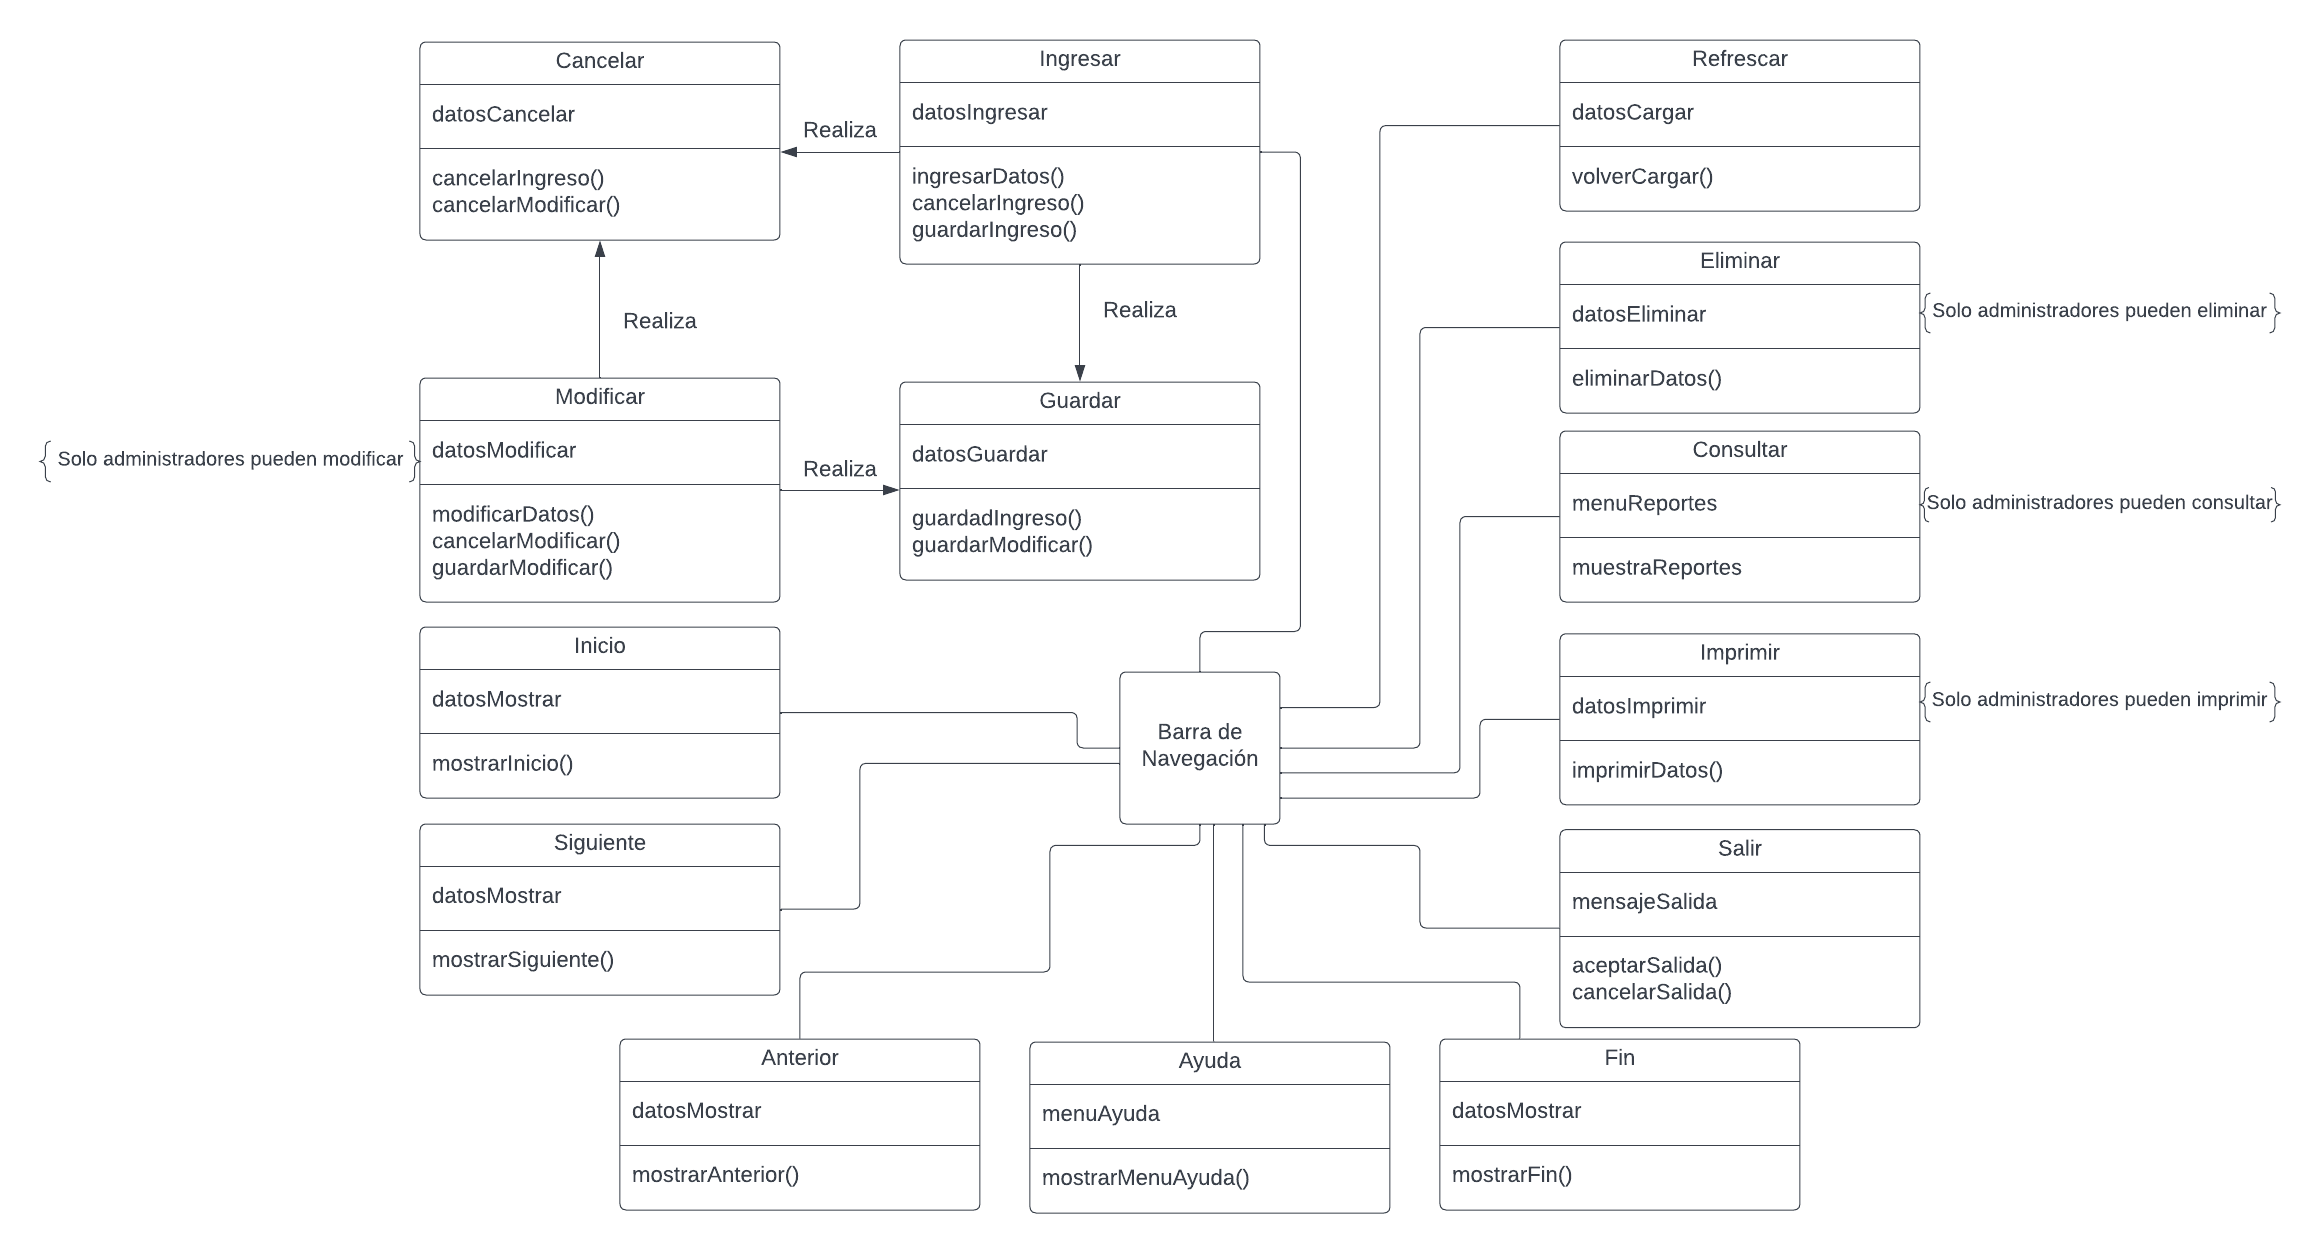 Cancelar
datosCancelar
cancelarIngreso()
cancelarModificar()
Realiza
Ingresar
datosIngresar
ingresarDatos()
cancelarIngreso()
guardarIngreso()
Refrescar
datosCargar
volverCargar()
Realiza
Realiza
Eliminar
datosEliminar
eliminarDatos()
Solo administradores pueden eliminar
Solo administradores pueden modificar
Modificar
datosModificar
modificarDatos()
cancelarModificar()
guardarModificar()
Realiza
Guardar
datosGuardar
guardadIngreso()
guardarModificar()
Consultar
menuReportes
muestraReportes
Solo administradores pueden consultar
Inicio
datosMostrar
mostrarInicio()
Barra de
Navegación
Imprimir
datosImprimir
imprimirDatos()
Solo administradores pueden imprimir
Siguiente
datosMostrar
mostrarSiguiente()
Salir
mensajeSalida
aceptarSalida()
cancelarSalida()
Anterior
datosMostrar
mostrarAnterior()
Ayuda
menuAyuda
mostrarMenuAyuda()
Fin
datosMostrar
mostrarFin()